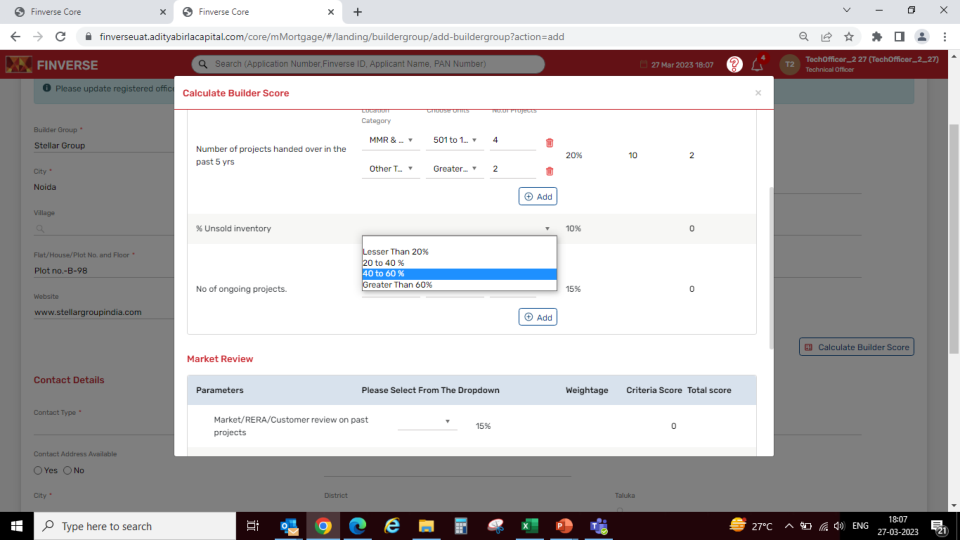 Finverse Core
Finverse Core
finverseuat.adityabirlacapital.com/core/mMortgage/#/landing/buildergroup/add-buildergroup?action=add
FINVERSE
Search (Application Number,Finverse ID, Applicant Name, PAN Number)
27 Mar 2023 18:07
?
4
T2
TechOfficer_2 27 (TechOfficer_2_27)
Technical Officer
Please update registered office
Calculate Builder Score
×
Location Category
Choose Units
No.of Projects
Builder Group *
Stellar Group
Number of projects handed over in the past 5 yrs
MMR & ...
501 to 1...
4
20%
10
2
Other T...
Greater...
2
Add
City *
Noida
Village
% Unsold inventory
10%
0
Lesser Than 20%
20 to 40 %
40 to 60 %
Greater Than 60%
Flat/House/Plot No. and Floor *
Plot no.-B-98
No of ongoing projects.
15%
0
Website
www.stellargroupindia.com
Add
Calculate Builder Score
Market Review
Contact Details
Parameters
Please Select From The Dropdown
Weightage
Criteria Score
Total score
Contact Type *
Market/RERA/Customer review on past projects
15%
0
Contact Address Available
Yes
No
City *
District
Taluka
Type here to search
27°C
ENG
18:07
27-03-2023
21